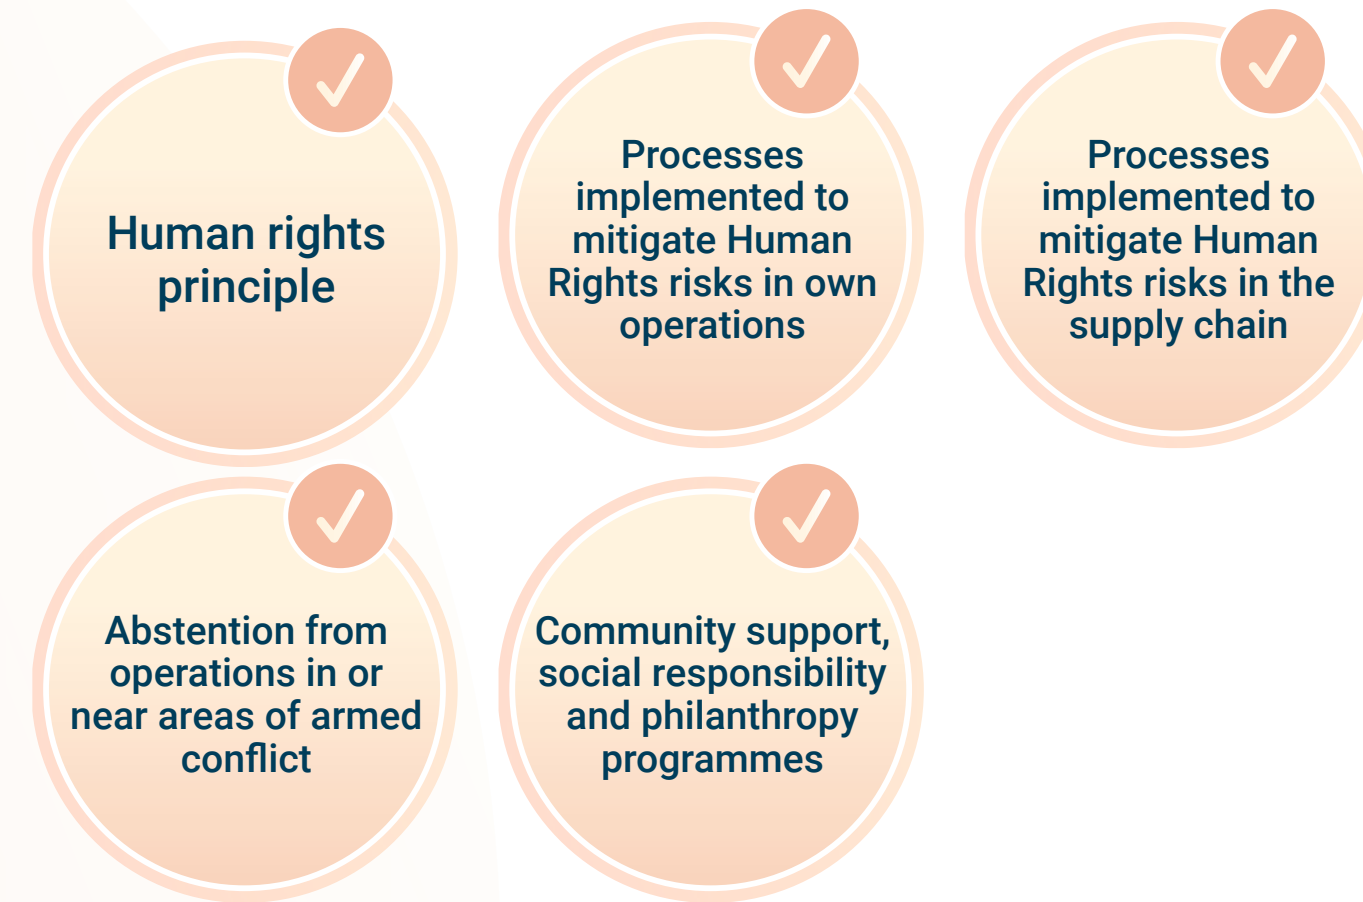 Human rights
principle
Processes
implemented to
mitigate Human
Rights risks in own
operations
Processes
implemented to
mitigate Human
Rights risks in the
supply chain
Abstention from
operations in or
near areas of armed
conflict
Community support,
social responsibility
and philanthropy
programmes